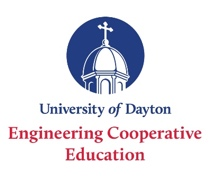 University of Dayton
Engineering Cooperative
Education